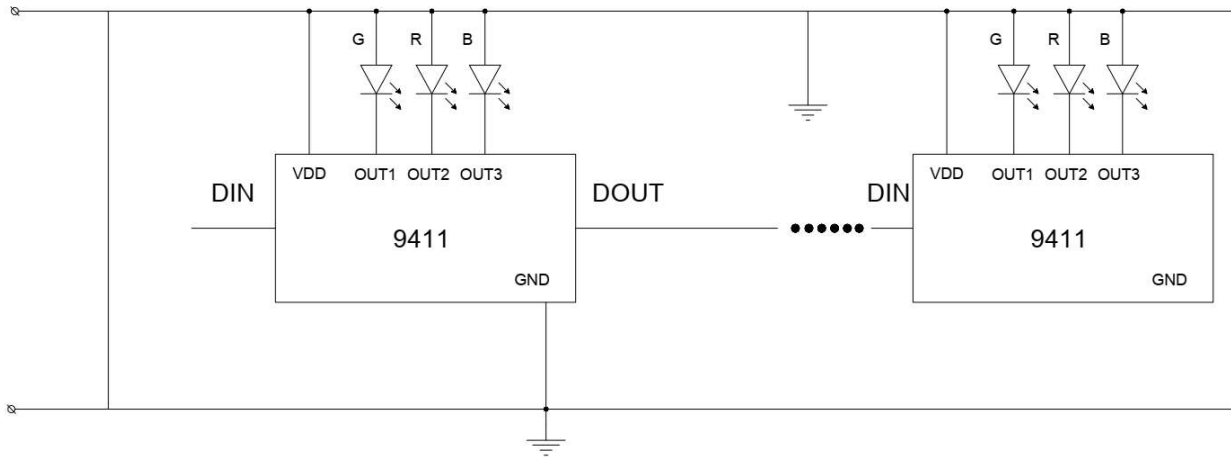 G R B G R B
VDD OUT1 OUT2 OUT3 VDD OUT1 OUT2 OUT3
DIN DOUT DIN
9411 9411
GND GND